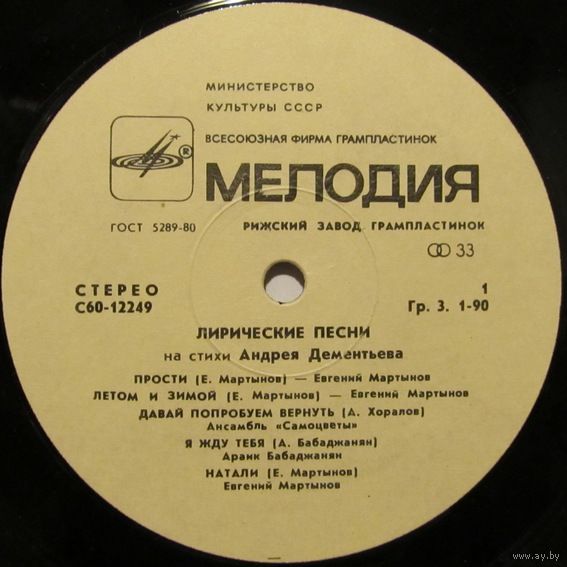 МИНИСТЕРСТВО
КУЛЬТУРЫ СССР
ВСЕСОЮЗНАЯ ФИРМА ГРАМПЛАСТИНОК
®
МЕЛОДИЯ
ГОСТ 5289-80 РИЖСКИЙ ЗАВОД ГРАМПЛАСТИНОК
33
СТЕРЕО 1
С60-12249 Гр. 3. 1-90
ЛИРИЧЕСКИЕ ПЕСНИ
на стихи Андрея Дементьева
ПРОСТИ (Е. Мартынов) — Евгений Мартынов
ЛЕТОМ И ЗИМОЙ (Е. Мартынов) — Евгений Мартынов
ДАВАЙ ПОПРОБУЕМ ВЕРНУТЬ (А. Хоралов)
Ансамбль «Самоцветы»
Я ЖДУ ТЕБЯ (А. Бабаджанян)
Араик Бабаджанян
НАТАЛИ (Е. Мартынов)
Евгений Мартынов
www.ay.by